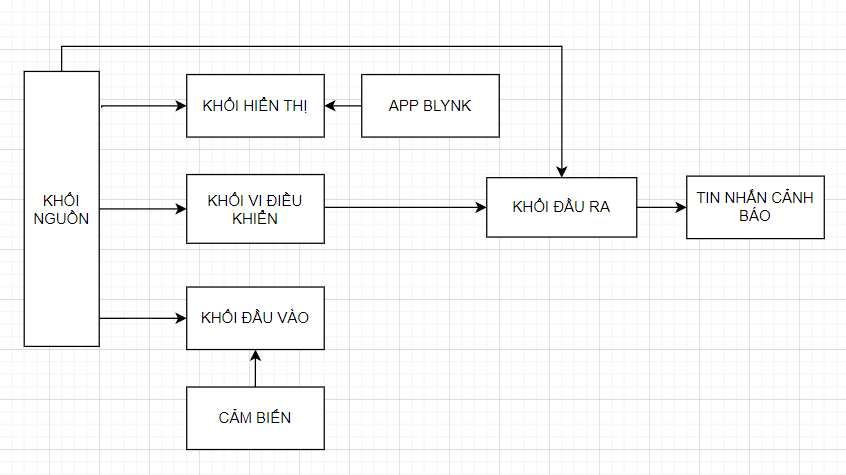 KHỐI HIỂN THỊ
APP BLYNK
KHỐI
NGUỒN
KHỐI VI ĐIỀU
KHIỂN
KHỐI ĐẦU RA
TIN NHẮN CẢNH
BÁO
KHỐI ĐẦU VÀO
CẢM BIẾN